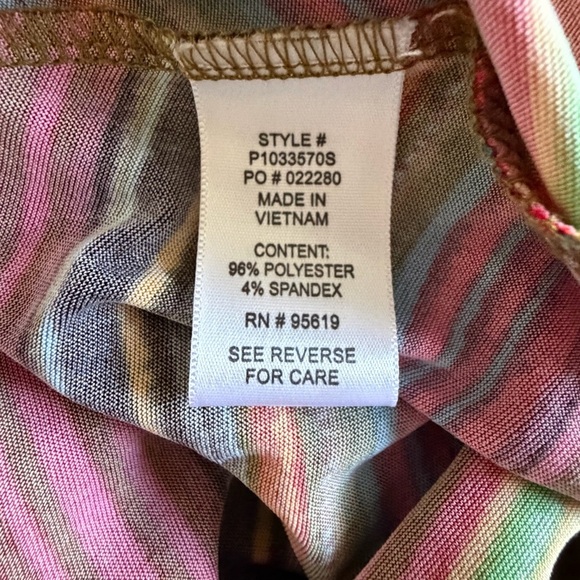 STYLE #
P1033570S
PO # 022280
MADE IN
VIETNAM
CONTENT:
96% POLYESTER
4% SPANDEX
RN # 95619
SEE REVERSE
FOR CARE